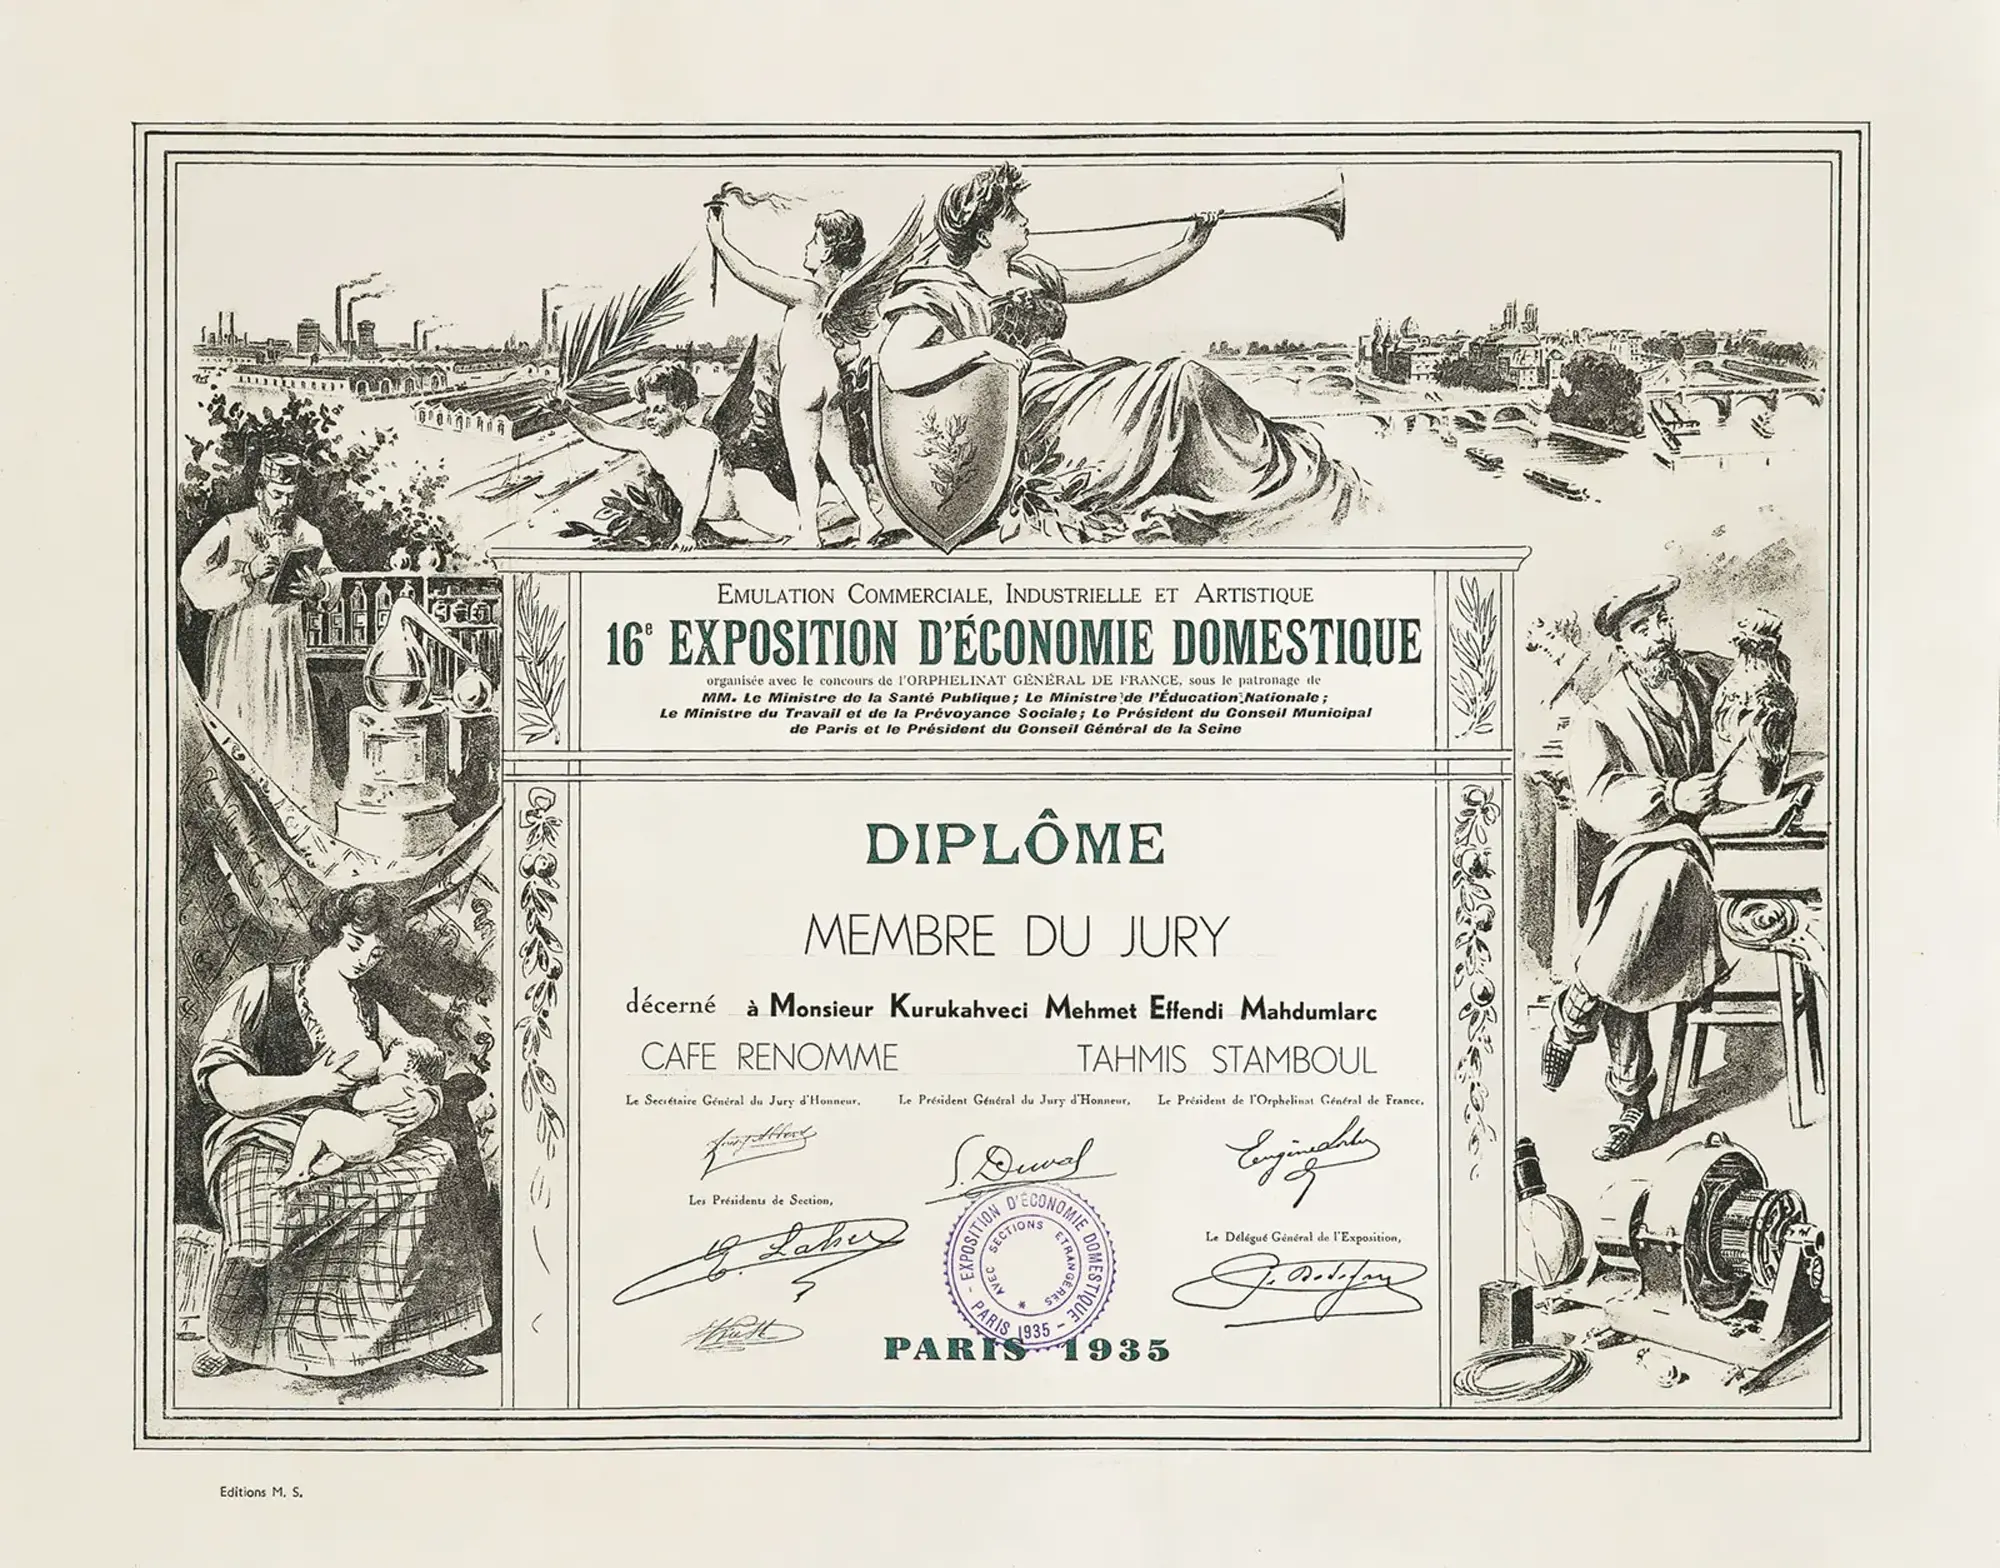 EMULATION COMMERCIALE, INDUSTRIELLE ET ARTISTIQUE
16e EXPOSITION D'ÉCONOMIE DOMESTIQUE
organisée avec le concours de l'ORPHELINAT GÉNÉRAL DE FRANCE, sous le patronage de
MM. Le Ministre de la Santé Publique; Le Ministre de l'Éducation Nationale;
Le Ministre du Travail et de la Prévoyance Sociale; Le Président du Conseil Municipal
de Paris et le Président du Conseil Général de la Seine
DIPLÔME
MEMBRE DU JURY
décerné à Monsieur Kurukahveci Mehmet Effendi Mahdumlarc
CAFE RENOMME TAHMIS STAMBOUL
Le Secrétaire Général du Jury d'Honneur, Le Président Général du Jury d'Honneur, Le Président de l'Orphelinat Général de France,
S. Duval
Les Présidents de Section,
Le Délégué Général de l'Exposition,
EXPOSITION D'ÉCONOMIE DOMESTIQUE
- PARIS 1935 -
AVEC SECTIONS ETRANGÈRES *
PARIS 1935
Editions M. S.